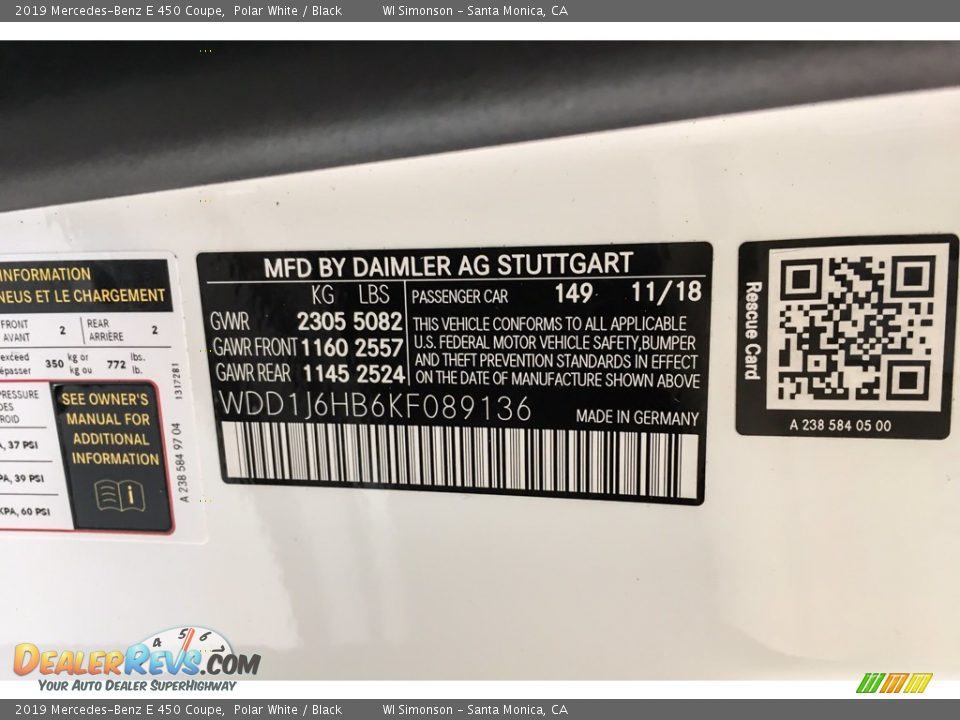 2019 Mercedes-Benz E 450 Coupe, Polar White / Black WI Simonson - Santa Monica, CA
INFORMATION
NEUS ET LE CHARGEMENT
FRONT AVANT 2 REAR ARRIÈRE 2
exceed 350 kg or 772 lbs.
épasser kg ou lb.
PRESSURE
DES
ROID
, 37 PSI
PA, 39 PSI
KPA, 60 PSI
SEE OWNER'S
MANUAL FOR
ADDITIONAL
INFORMATION
i
A 238 584 97 04
1317281
MFD BY DAIMLER AG STUTTGART
KG LBS
GWR 2305 5082
GAWR FRONT 1160 2557
GAWR REAR 1145 2524
PASSENGER CAR 149 11/18
THIS VEHICLE CONFORMS TO ALL APPLICABLE
U.S. FEDERAL MOTOR VEHICLE SAFETY, BUMPER
AND THEFT PREVENTION STANDARDS IN EFFECT
ON THE DATE OF MANUFACTURE SHOWN ABOVE
WDD1J6HB6KF089136
MADE IN GERMANY
Rescue Card
A 238 584 05 00
4 5 6 7
DEALERREVS.COM
YOUR AUTO DEALER SUPERHIGHWAY
2019 Mercedes-Benz E 450 Coupe, Polar White / Black WI Simonson - Santa Monica, CA